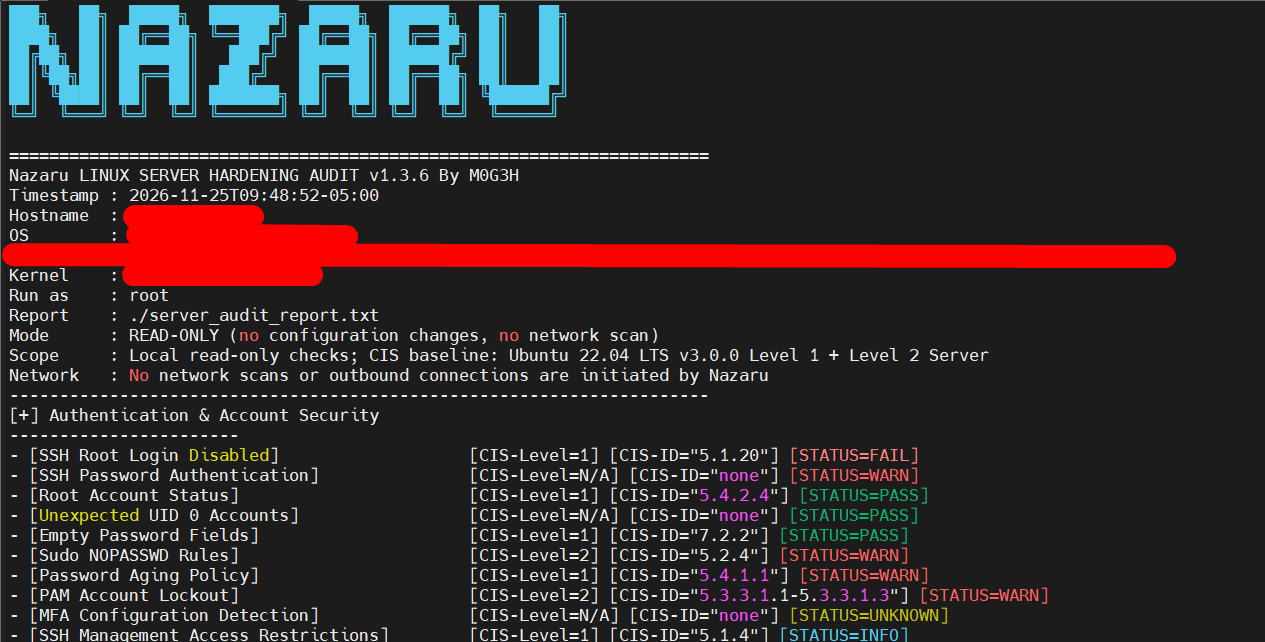 NAZARU
======================================================================
Nazaru LINUX SERVER HARDENING AUDIT v1.3.6 By M0G3H
Timestamp : 2026-11-25T09:48:52-05:00
Hostname  :
OS        :
Kernel    :
Run as    : root
Report    : ./server_audit_report.txt
Mode      : READ-ONLY (no configuration changes, no network scan)
Scope     : Local read-only checks; CIS baseline: Ubuntu 22.04 LTS v3.0.0 Level 1 + Level 2 Server
Network   : No network scans or outbound connections are initiated by Nazaru
----------------------------------------------------------------------
[+] Authentication & Account Security
-----------------------
- [SSH Root Login Disabled]                   [CIS-Level=1] [CIS-ID="5.1.20"] [STATUS=FAIL]
- [SSH Password Authentication]               [CIS-Level=N/A] [CIS-ID="none"] [STATUS=WARN]
- [Root Account Status]                       [CIS-Level=1] [CIS-ID="5.4.2.4"] [STATUS=PASS]
- [Unexpected UID 0 Accounts]                 [CIS-Level=N/A] [CIS-ID="none"] [STATUS=PASS]
- [Empty Password Fields]                     [CIS-Level=1] [CIS-ID="7.2.2"] [STATUS=PASS]
- [Sudo NOPASSWD Rules]                       [CIS-Level=2] [CIS-ID="5.2.4"] [STATUS=WARN]
- [Password Aging Policy]                     [CIS-Level=1] [CIS-ID="5.4.1.1"] [STATUS=WARN]
- [PAM Account Lockout]                       [CIS-Level=2] [CIS-ID="5.3.3.1.1-5.3.3.1.3"] [STATUS=WARN]
- [MFA Configuration Detection]               [CIS-Level=N/A] [CIS-ID="none"] [STATUS=UNKNOWN]
- [SSH Management Access Restrictions]        [CIS-Level=1] [CIS-ID="5.1.4"] [STATUS=INFO]